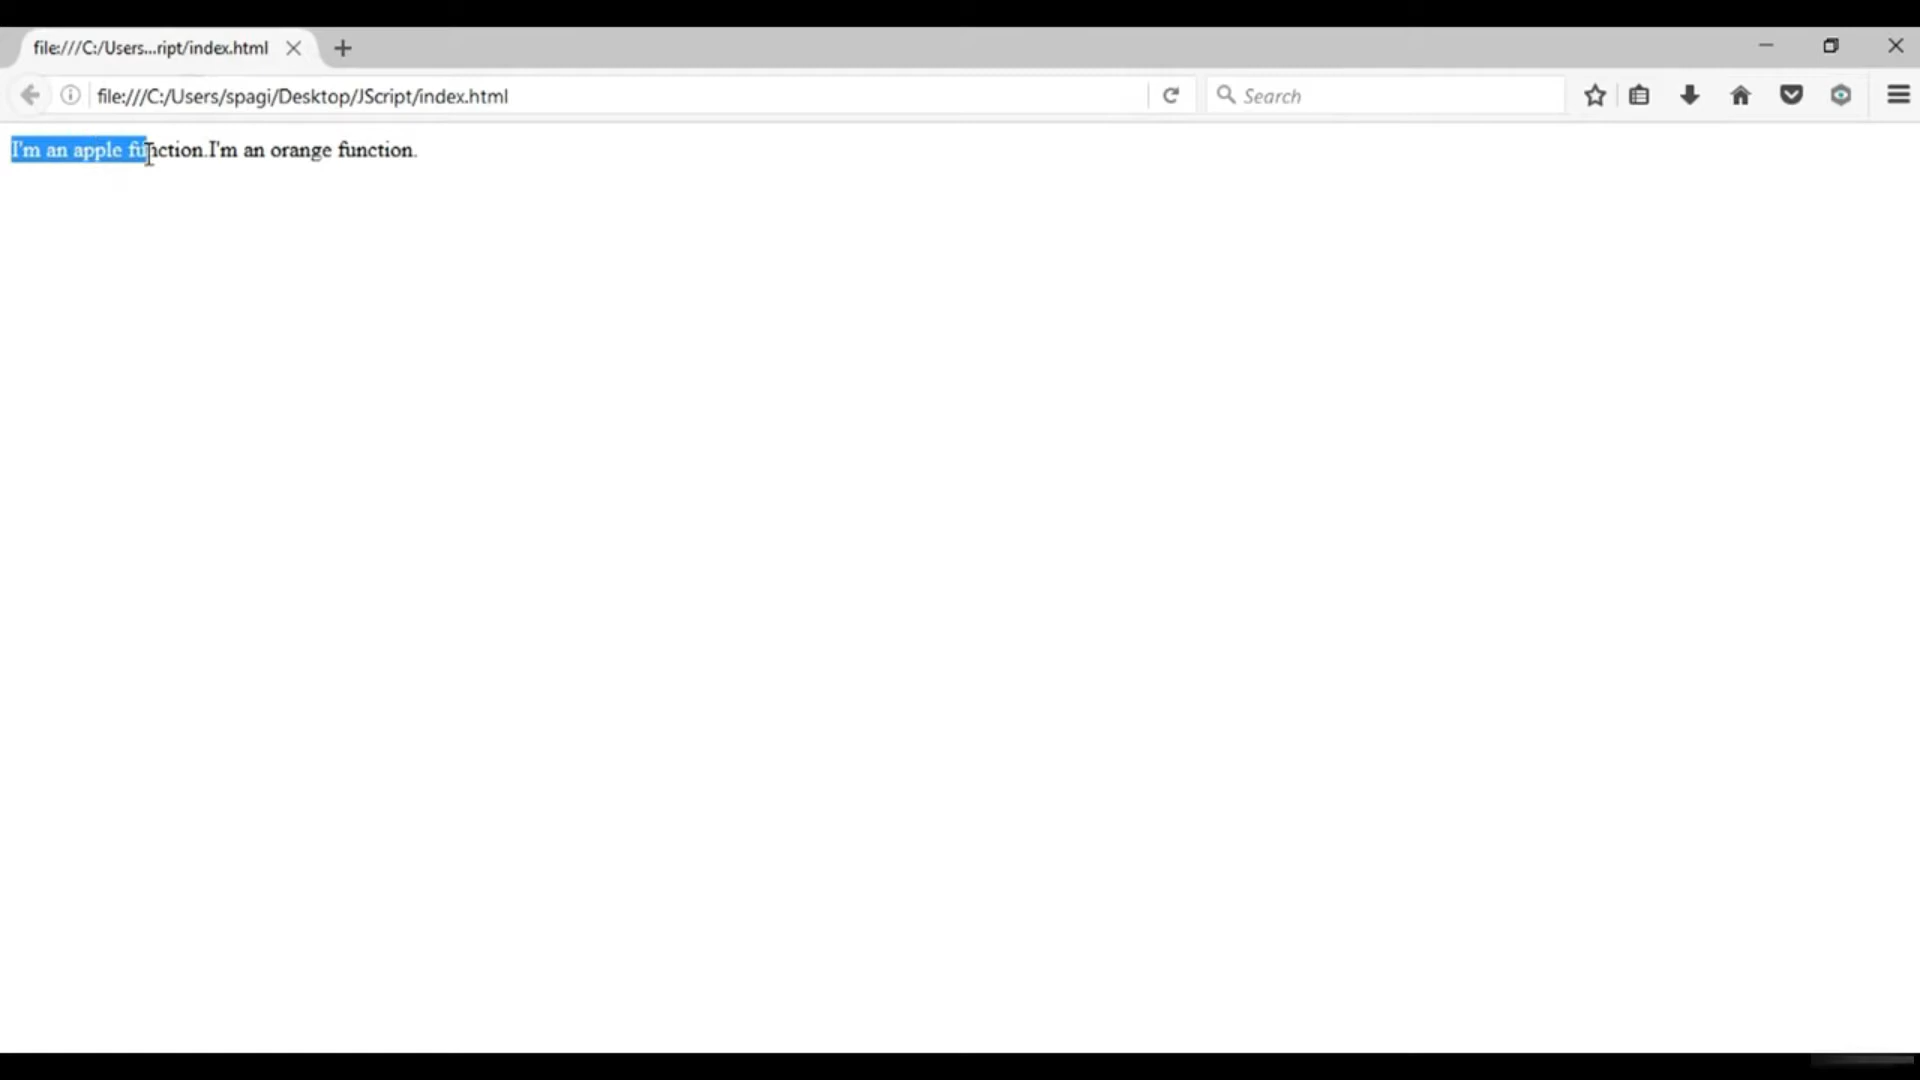 file:///C:/Users...ript/index.html
file:///C:/Users/spagi/Desktop/JScript/index.html
Search
I'm an apple function.I'm an orange function.